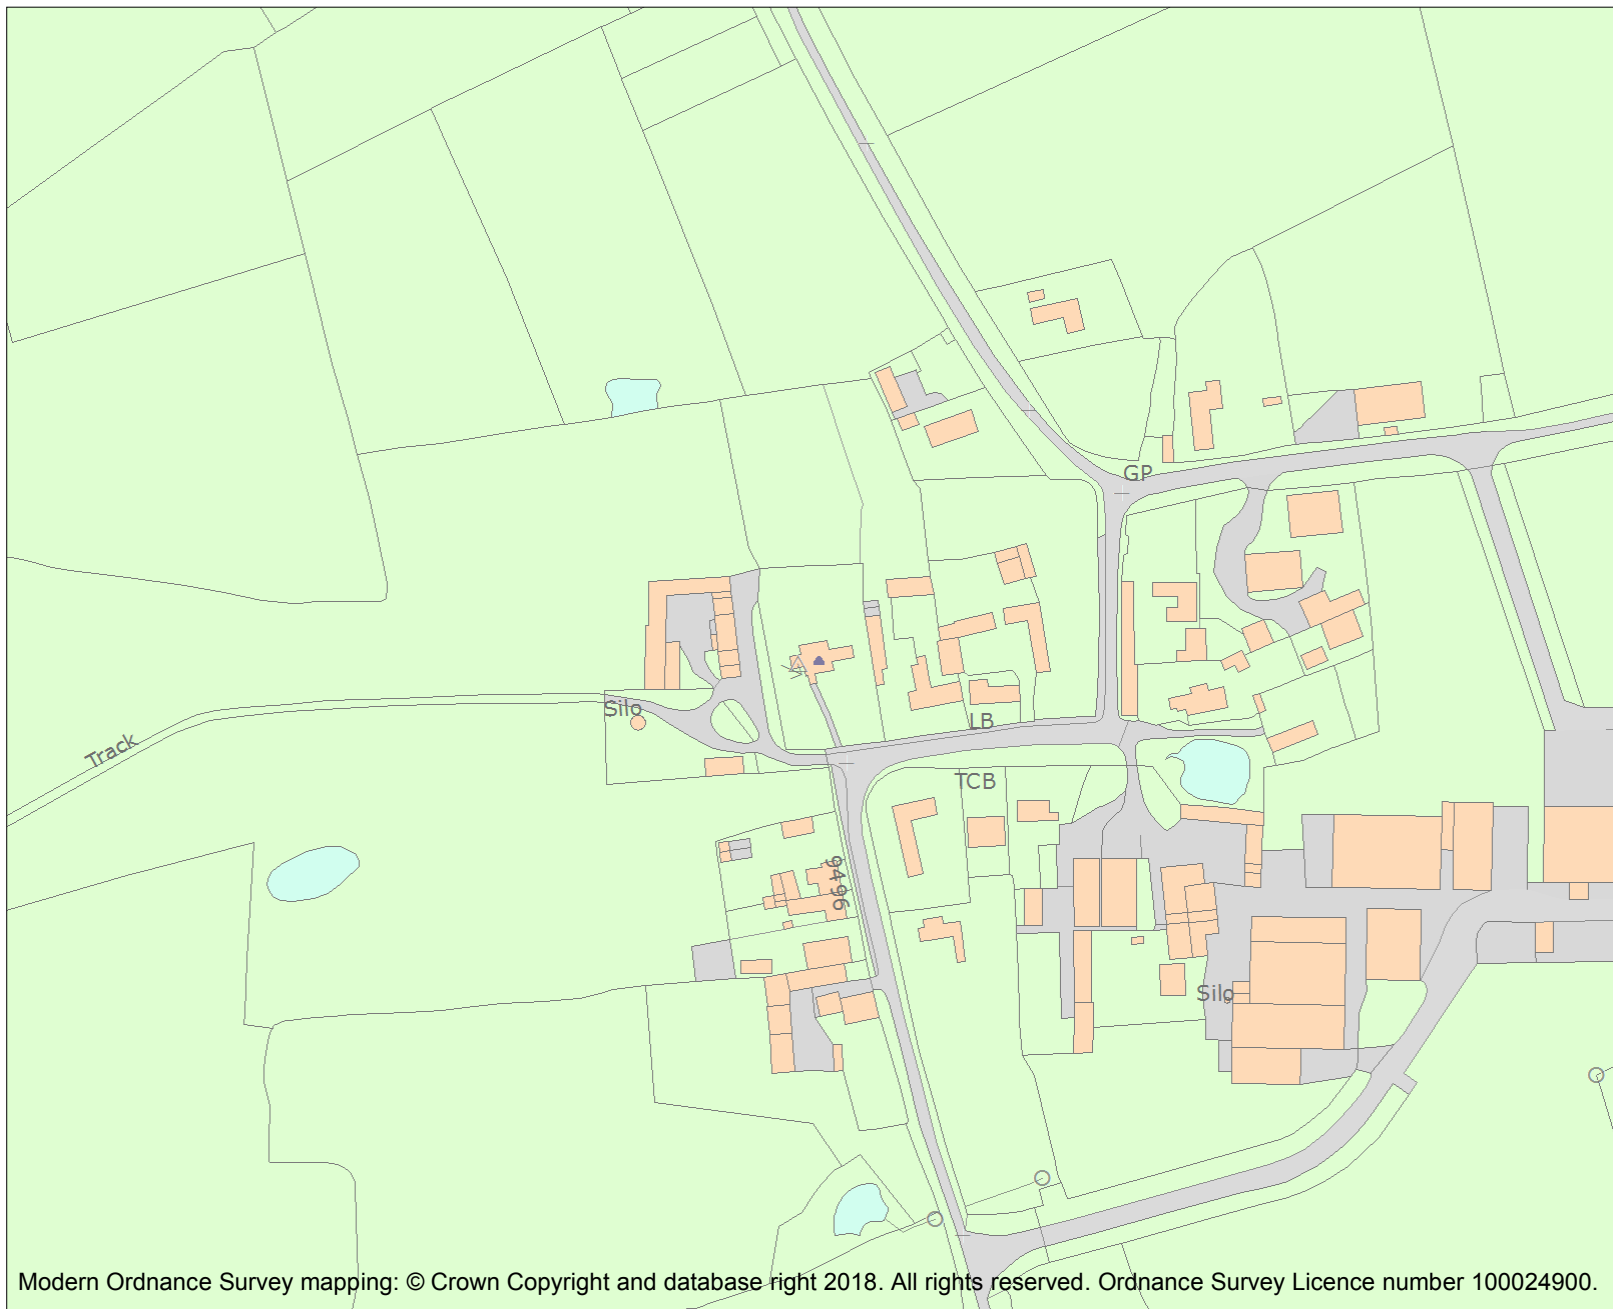 GP
Silo
LB
Track
TCB
9496
Silo
Modern Ordnance Survey mapping: © Crown Copyright and database right 2018. All rights reserved. Ordnance Survey Licence number 100024900.